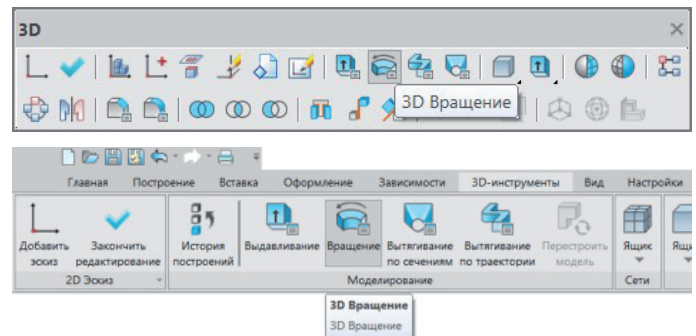 3D
3D Вращение
Главная Построение Вставка Оформление Зависимости 3D-инструменты Вид Настройки
Добавить эскиз
Закончить редактирование
История построений
Выдавливание
Вращение
Вытягивание по сечениям
Вытягивание по траектории
Перестроить модель
Ящик
2D Эскиз
Моделирование
Сети
3D Вращение
3D Вращение